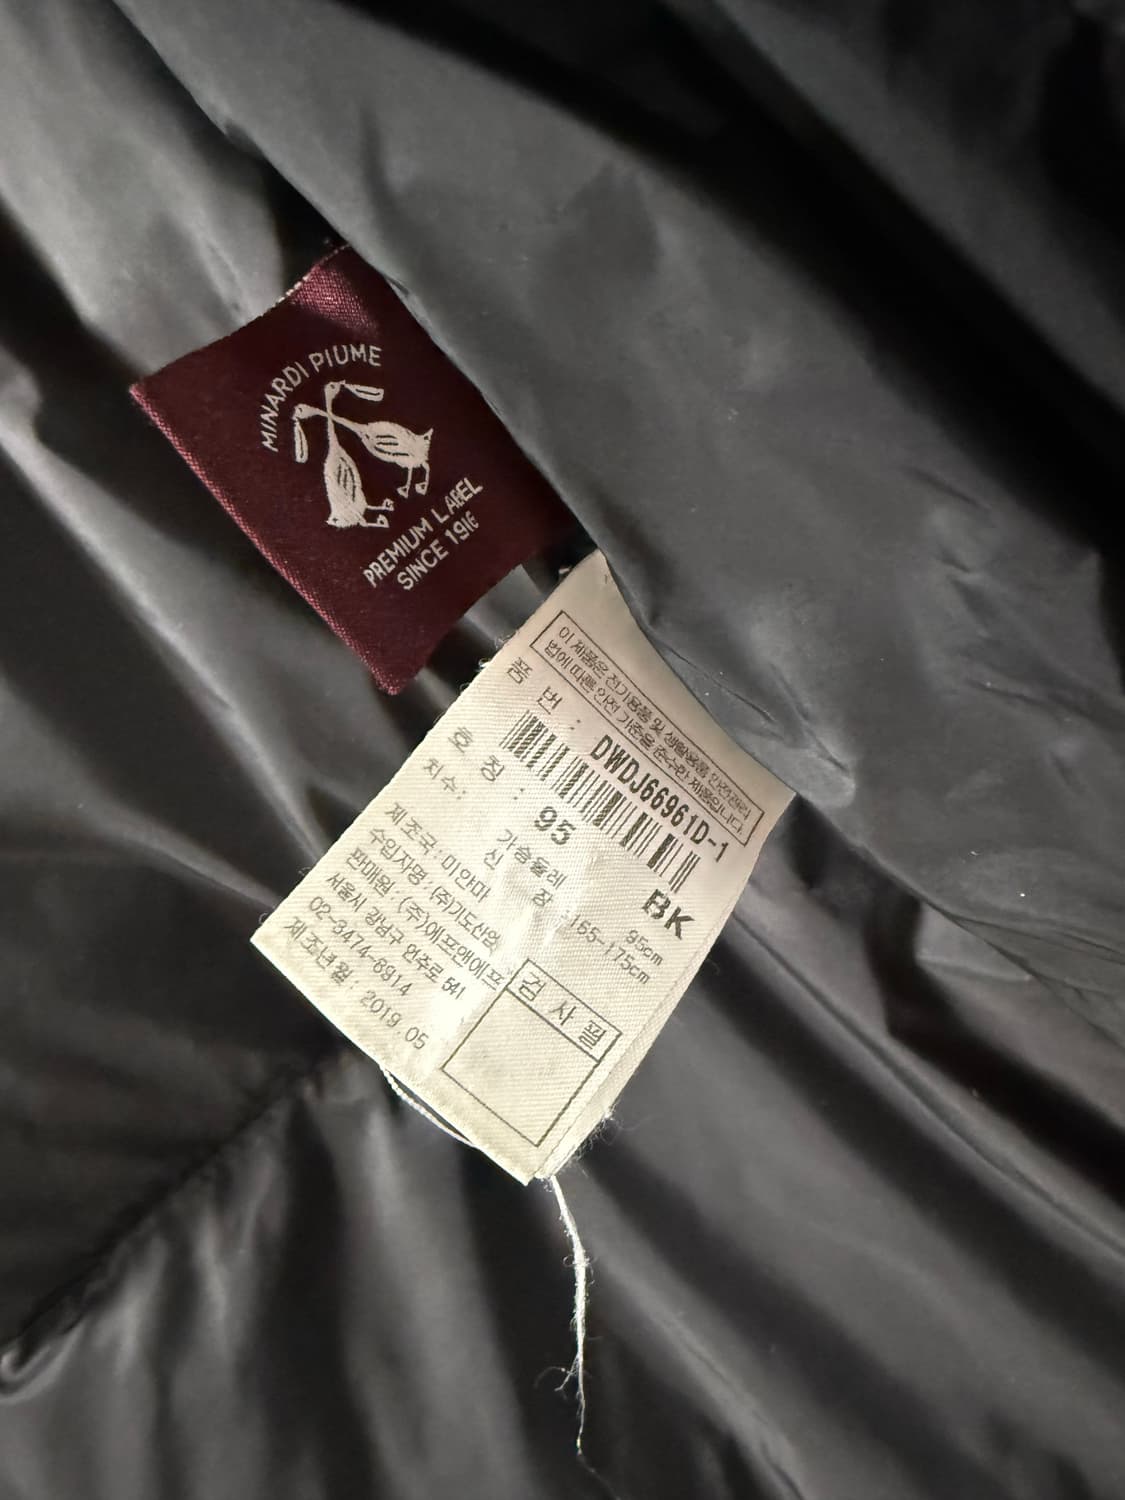 MINARDI PIUME
PREMIUM LABEL
SINCE 1916
이 제품은 전기용품 및 생활용품 안전관리
법에 따른 안전 기준을 준수한 제품입니다.
품 번 : DWDJ66961D-1
호 칭 : 95 BK
치수: 가슴둘레 95cm
신 장 :165-175cm
제조국 : 미얀마
수입자명 : (주)기도산업
판매원 : (주)에프앤에프
서울시 강남구 언주로 541
02-3474-6914
제조년월 : 2019.05
검 사 필